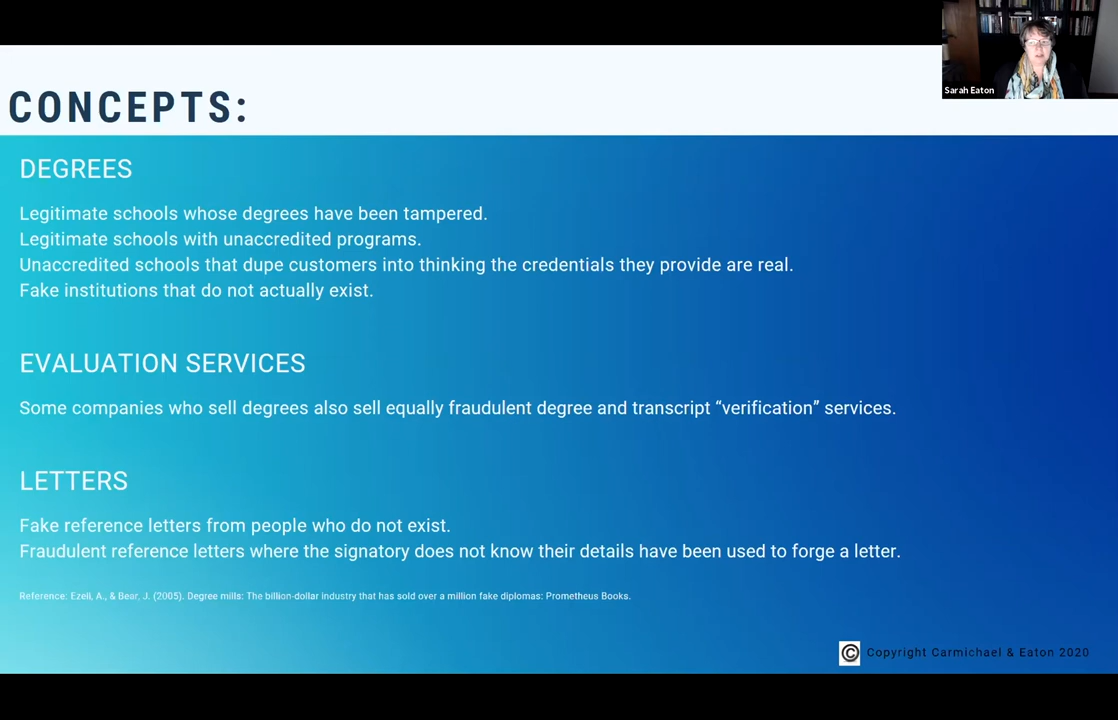 CONCEPTS:
Sarah Eaton
DEGREES
Legitimate schools whose degrees have been tampered.
Legitimate schools with unaccredited programs.
Unaccredited schools that dupe customers into thinking the credentials they provide are real.
Fake institutions that do not actually exist.
EVALUATION SERVICES
Some companies who sell degrees also sell equally fraudulent degree and transcript “verification” services.
LETTERS
Fake reference letters from people who do not exist.
Fraudulent reference letters where the signatory does not know their details have been used to forge a letter.
Reference: Ezell, A., & Bear, J. (2005). Degree mills: The billion-dollar industry that has sold over a million fake diplomas: Prometheus Books.
© Copyright Carmichael & Eaton 2020